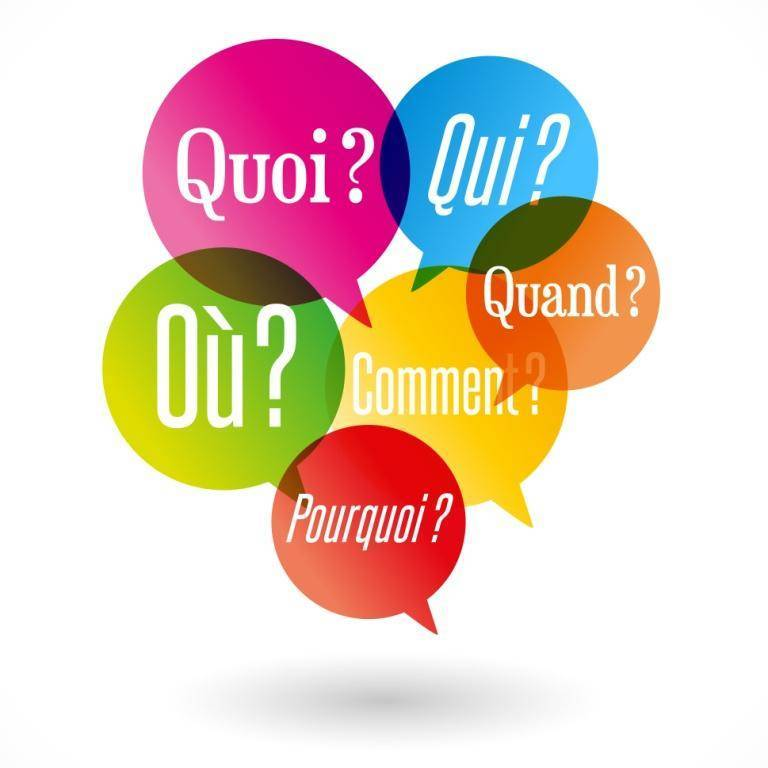 Quoi ?
Qui ?
Quand ?
Où ?
Comment ?
Pourquoi ?